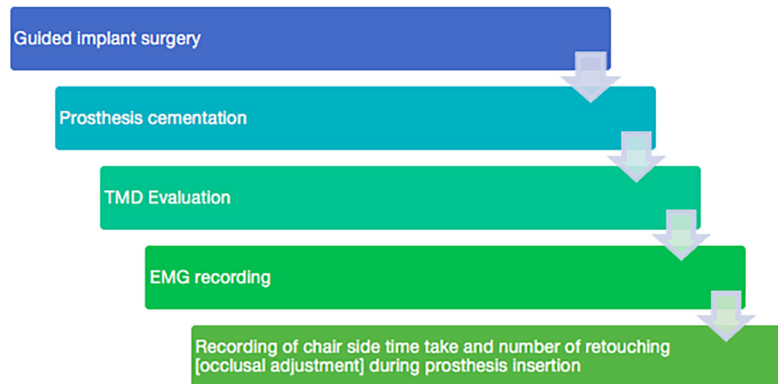 Guided implant surgery
Prosthesis cementation
TMD Evaluation
EMG recording
Recording of chair side time take and number of retouching
[occlusal adjustment] during prosthesis insertion